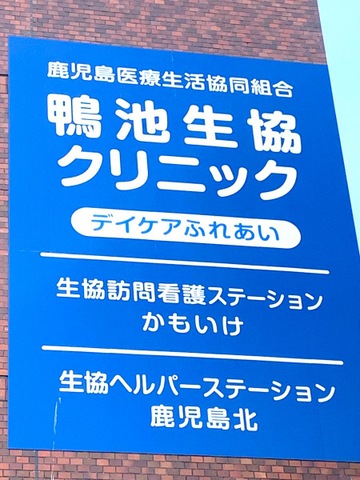 鹿児島医療生活協同組合
鴨池生協
クリニック
デイケアふれあい
生協訪問看護ステーション
かもいけ
生協ヘルパーステーション
鹿児島北